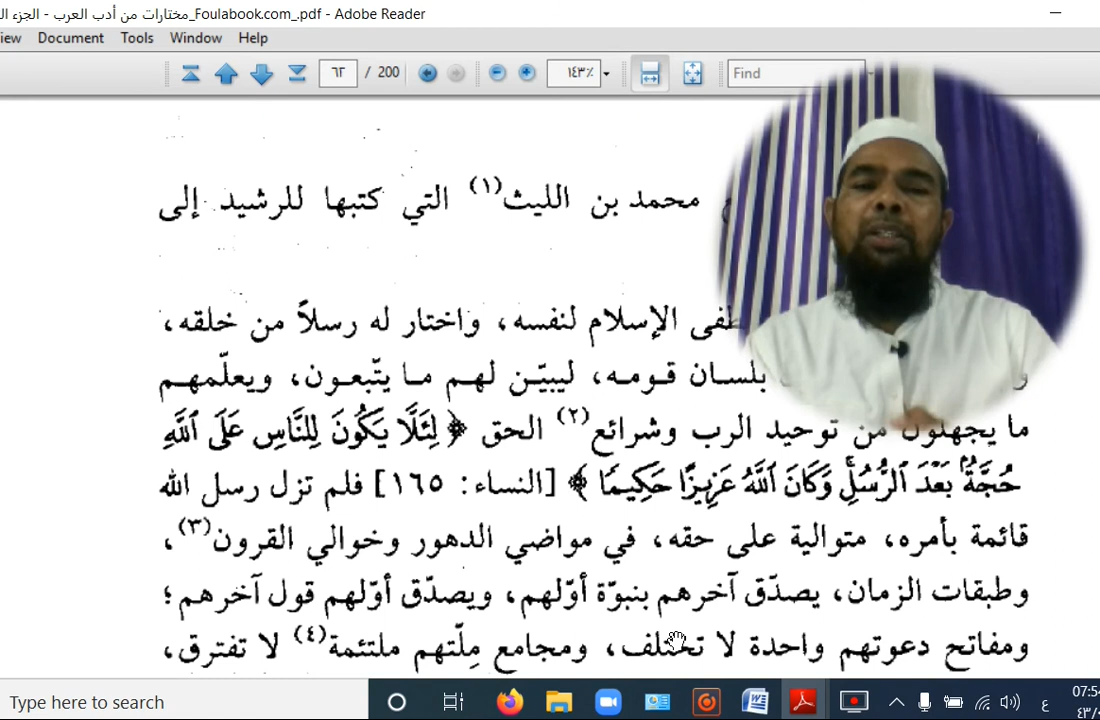 مختارات من أدب العرب - الجزء ال_Foulabook.com_.pdf - Adobe Reader
iew Document Tools Window Help
٦٣ / 200 ١٤٣٪ Find
محمد بن الليث(١) التي كتبها للرشيد إلى
طفى الإسلام لنفسه، واختار له رسلاً من خلقه،
بلسان قومه، ليبيّن لهم ما يتّبعون، ويعلّمهم
ما يجهلون من توحيد الرب وشرائع(٢) الحق ﴿ لِئَلَّا يَكُونَ لِلنَّاسِ عَلَى ٱللَّهِ
حُجَّةٌۢ بَعْدَ ٱلرُّسُلِۚ وَكَانَ ٱللَّهُ عَزِيزًا حَكِيمًا ﴾ [النساء: ١٦٥] فلم تزل رسل الله
قائمة بأمره، متوالية على حقه، في مواضي الدهور وخوالي القرون(٣)،
وطبقات الزمان، يصدّق آخرهم بنبوّة أوّلهم، ويصدّق أوّلهم قول آخرهم؛
ومفاتح دعوتهم واحدة لا تختلف، ومجامع مِلّتهم ملتئمة(٤) لا تفترق،
Type here to search
ع
07:54